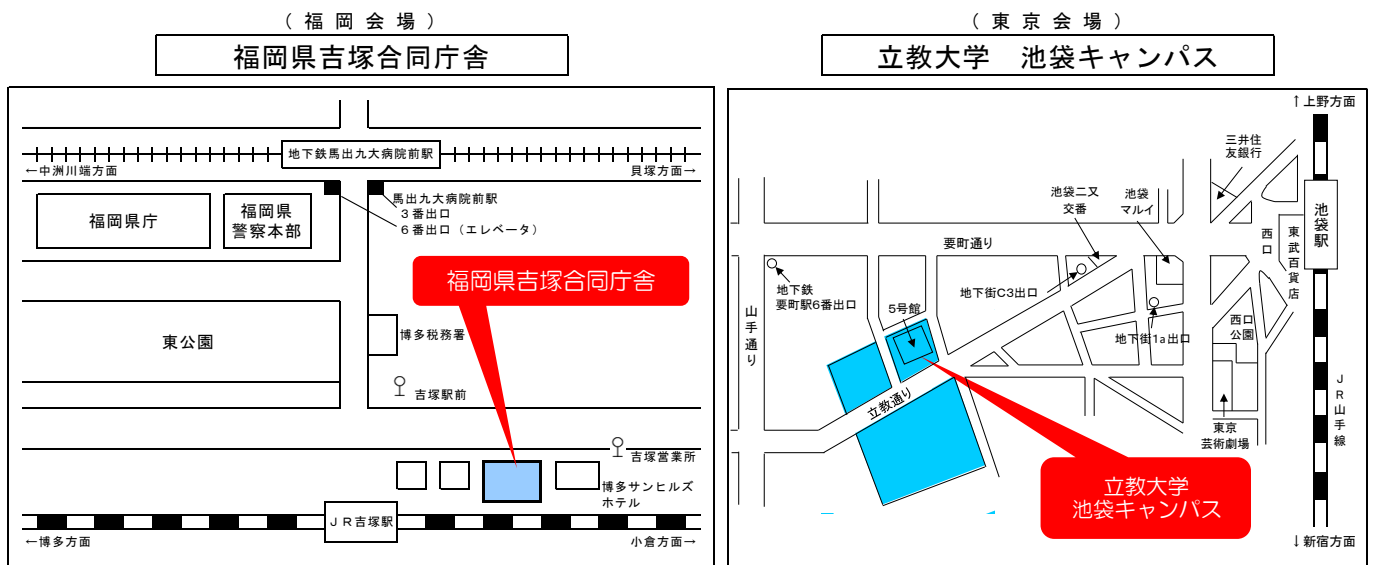 (福岡会場)
福岡県吉塚合同庁舎
地下鉄馬出九大病院前駅
←中洲川端方面
貝塚方面→
福岡県庁
福岡県
警察本部
馬出九大病院前駅
3番出口
6番出口(エレベータ)
福岡県吉塚合同庁舎
東公園
博多税務署
吉塚駅前
吉塚営業所
博多サンヒルズ
ホテル
JR吉塚駅
←博多方面
小倉方面→
(東京会場)
立教大学 池袋キャンパス
↑上野方面
三井住
友銀行
池袋二又
交番
池袋
マルイ
池袋駅
西口
東武百貨店
要町通り
地下鉄
要町駅6番出口
地下街C3出口
5号館
山手通り
地下街1a出口
西口
公園
立教通り
JR山手線
東京
芸術劇場
立教大学
池袋キャンパス
↓新宿方面